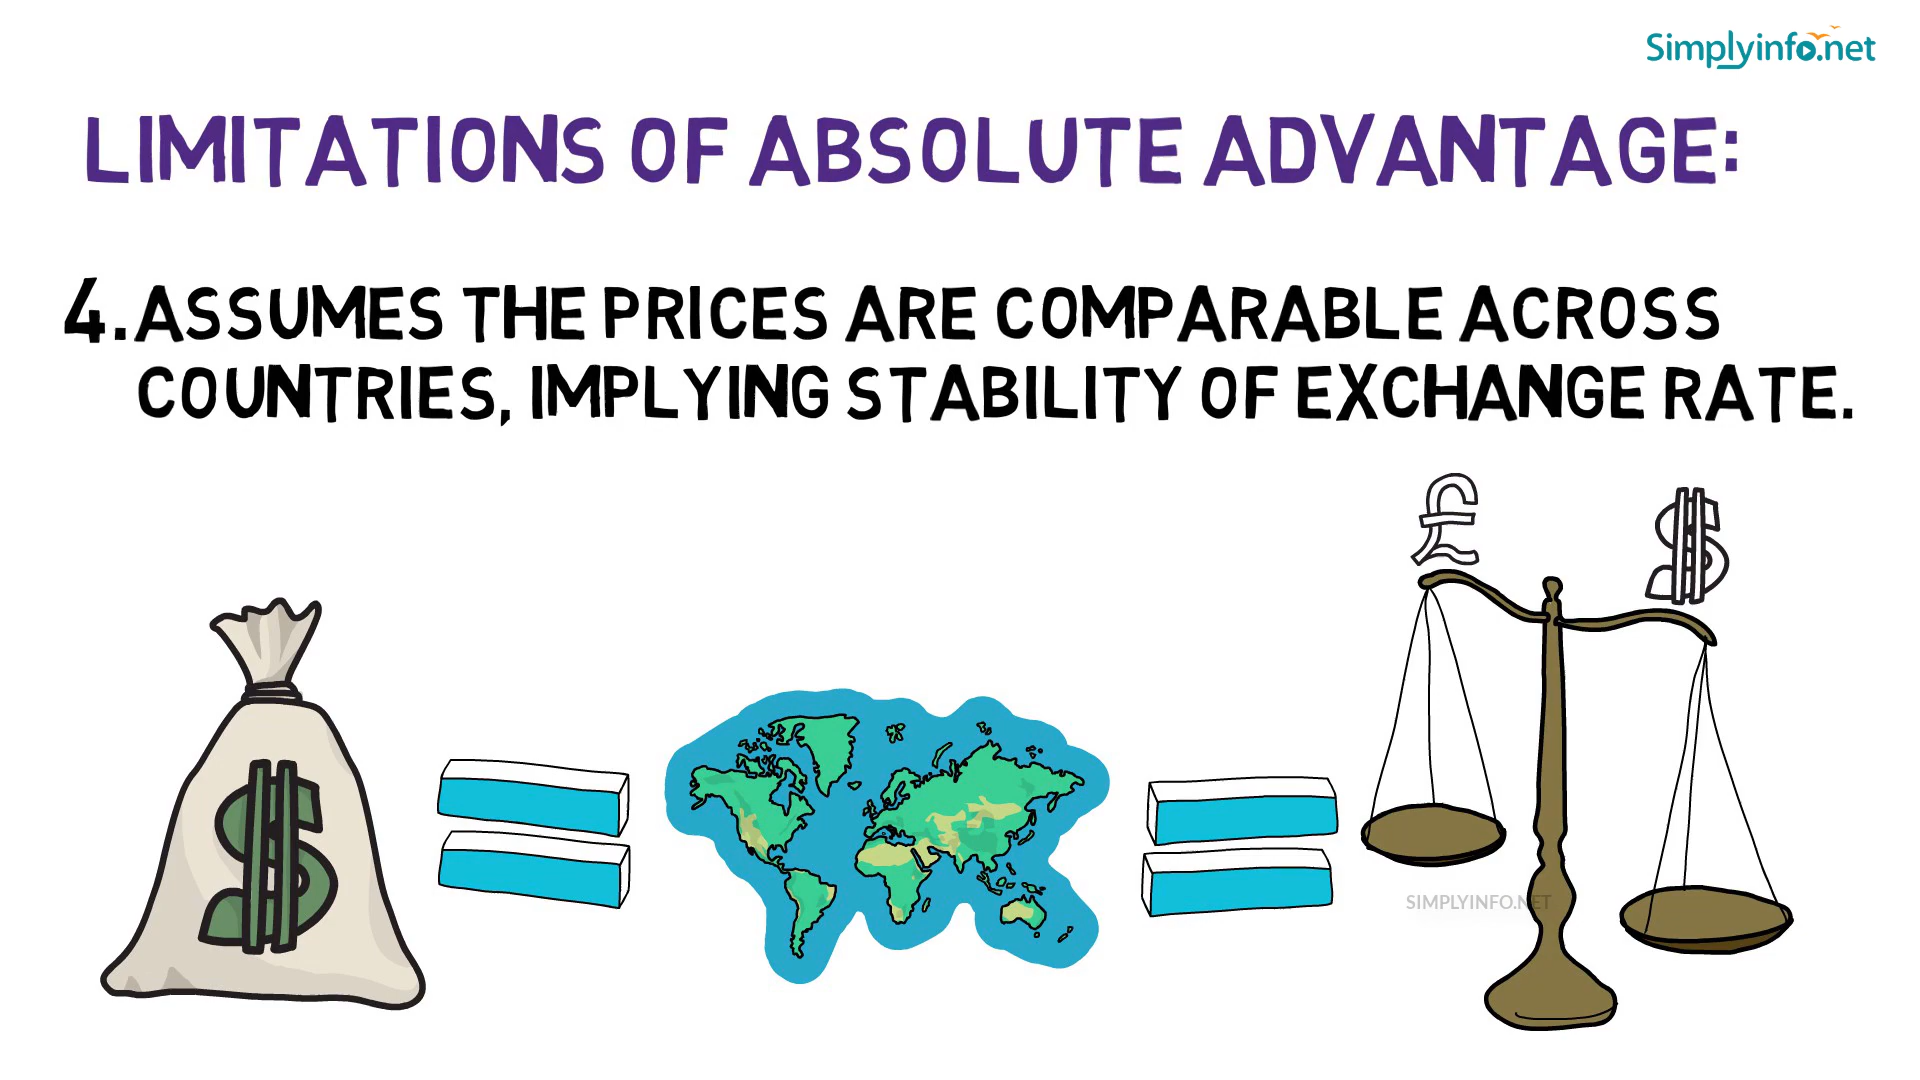 Simplyinfo.net
LIMITATIONS OF ABSOLUTE ADVANTAGE:
4. ASSUMES THE PRICES ARE COMPARABLE ACROSS
COUNTRIES, IMPLYING STABILITY OF EXCHANGE RATE.
£ $
$
SIMPLYINFO.NET